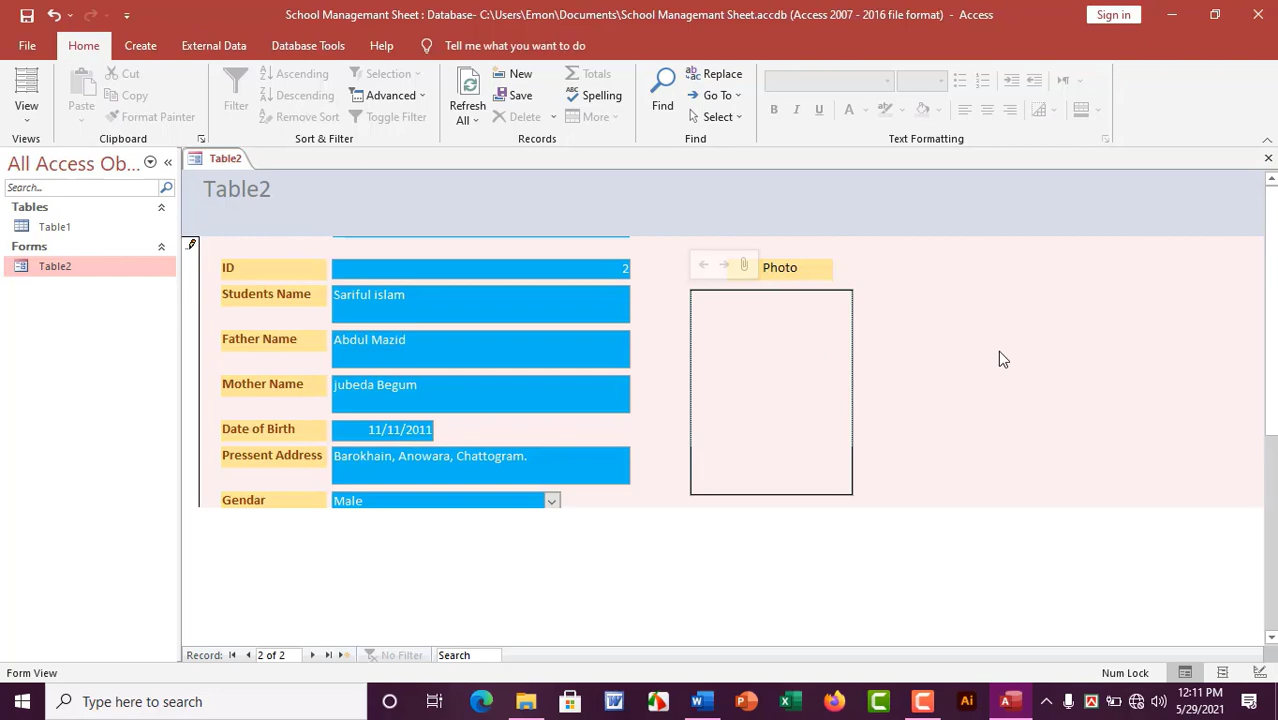 School Managamant Sheet : Database- C:\Users\Emon\Documents\School Managamant Sheet.accdb (Access 2007 - 2016 file format) - Access
Sign in
File Home Create External Data Database Tools Help Tell me what you want to do
View
Views
Paste
Cut
Copy
Format Painter
Clipboard
Filter
Ascending
Descending
Remove Sort
Selection
Advanced
Toggle Filter
Sort & Filter
Refresh
All
New
Save
Delete
Totals
Spelling
More
Records
Find
Replace
Go To
Select
Find
Text Formatting
All Access Ob...
Search...
Tables
Table1
Forms
Table2
Table2
Table2
ID 2
Students Name Sariful islam
Father Name Abdul Mazid
Mother Name jubeda Begum
Date of Birth 11/11/2011
Pressent Address Barokhain, Anowara, Chattogram.
Gendar Male
Photo
Record: 2 of 2 No Filter Search
Form View
Num Lock
Type here to search
12:11 PM
5/29/2021